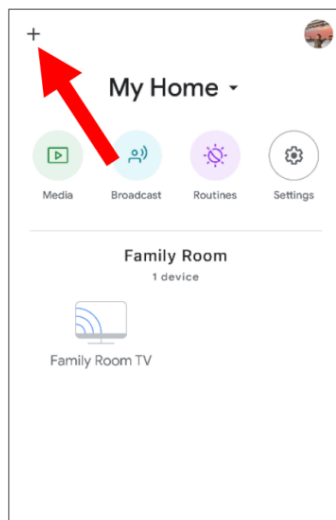 My Home
Media Broadcast Routines Settings
Family Room
1 device
Family Room TV